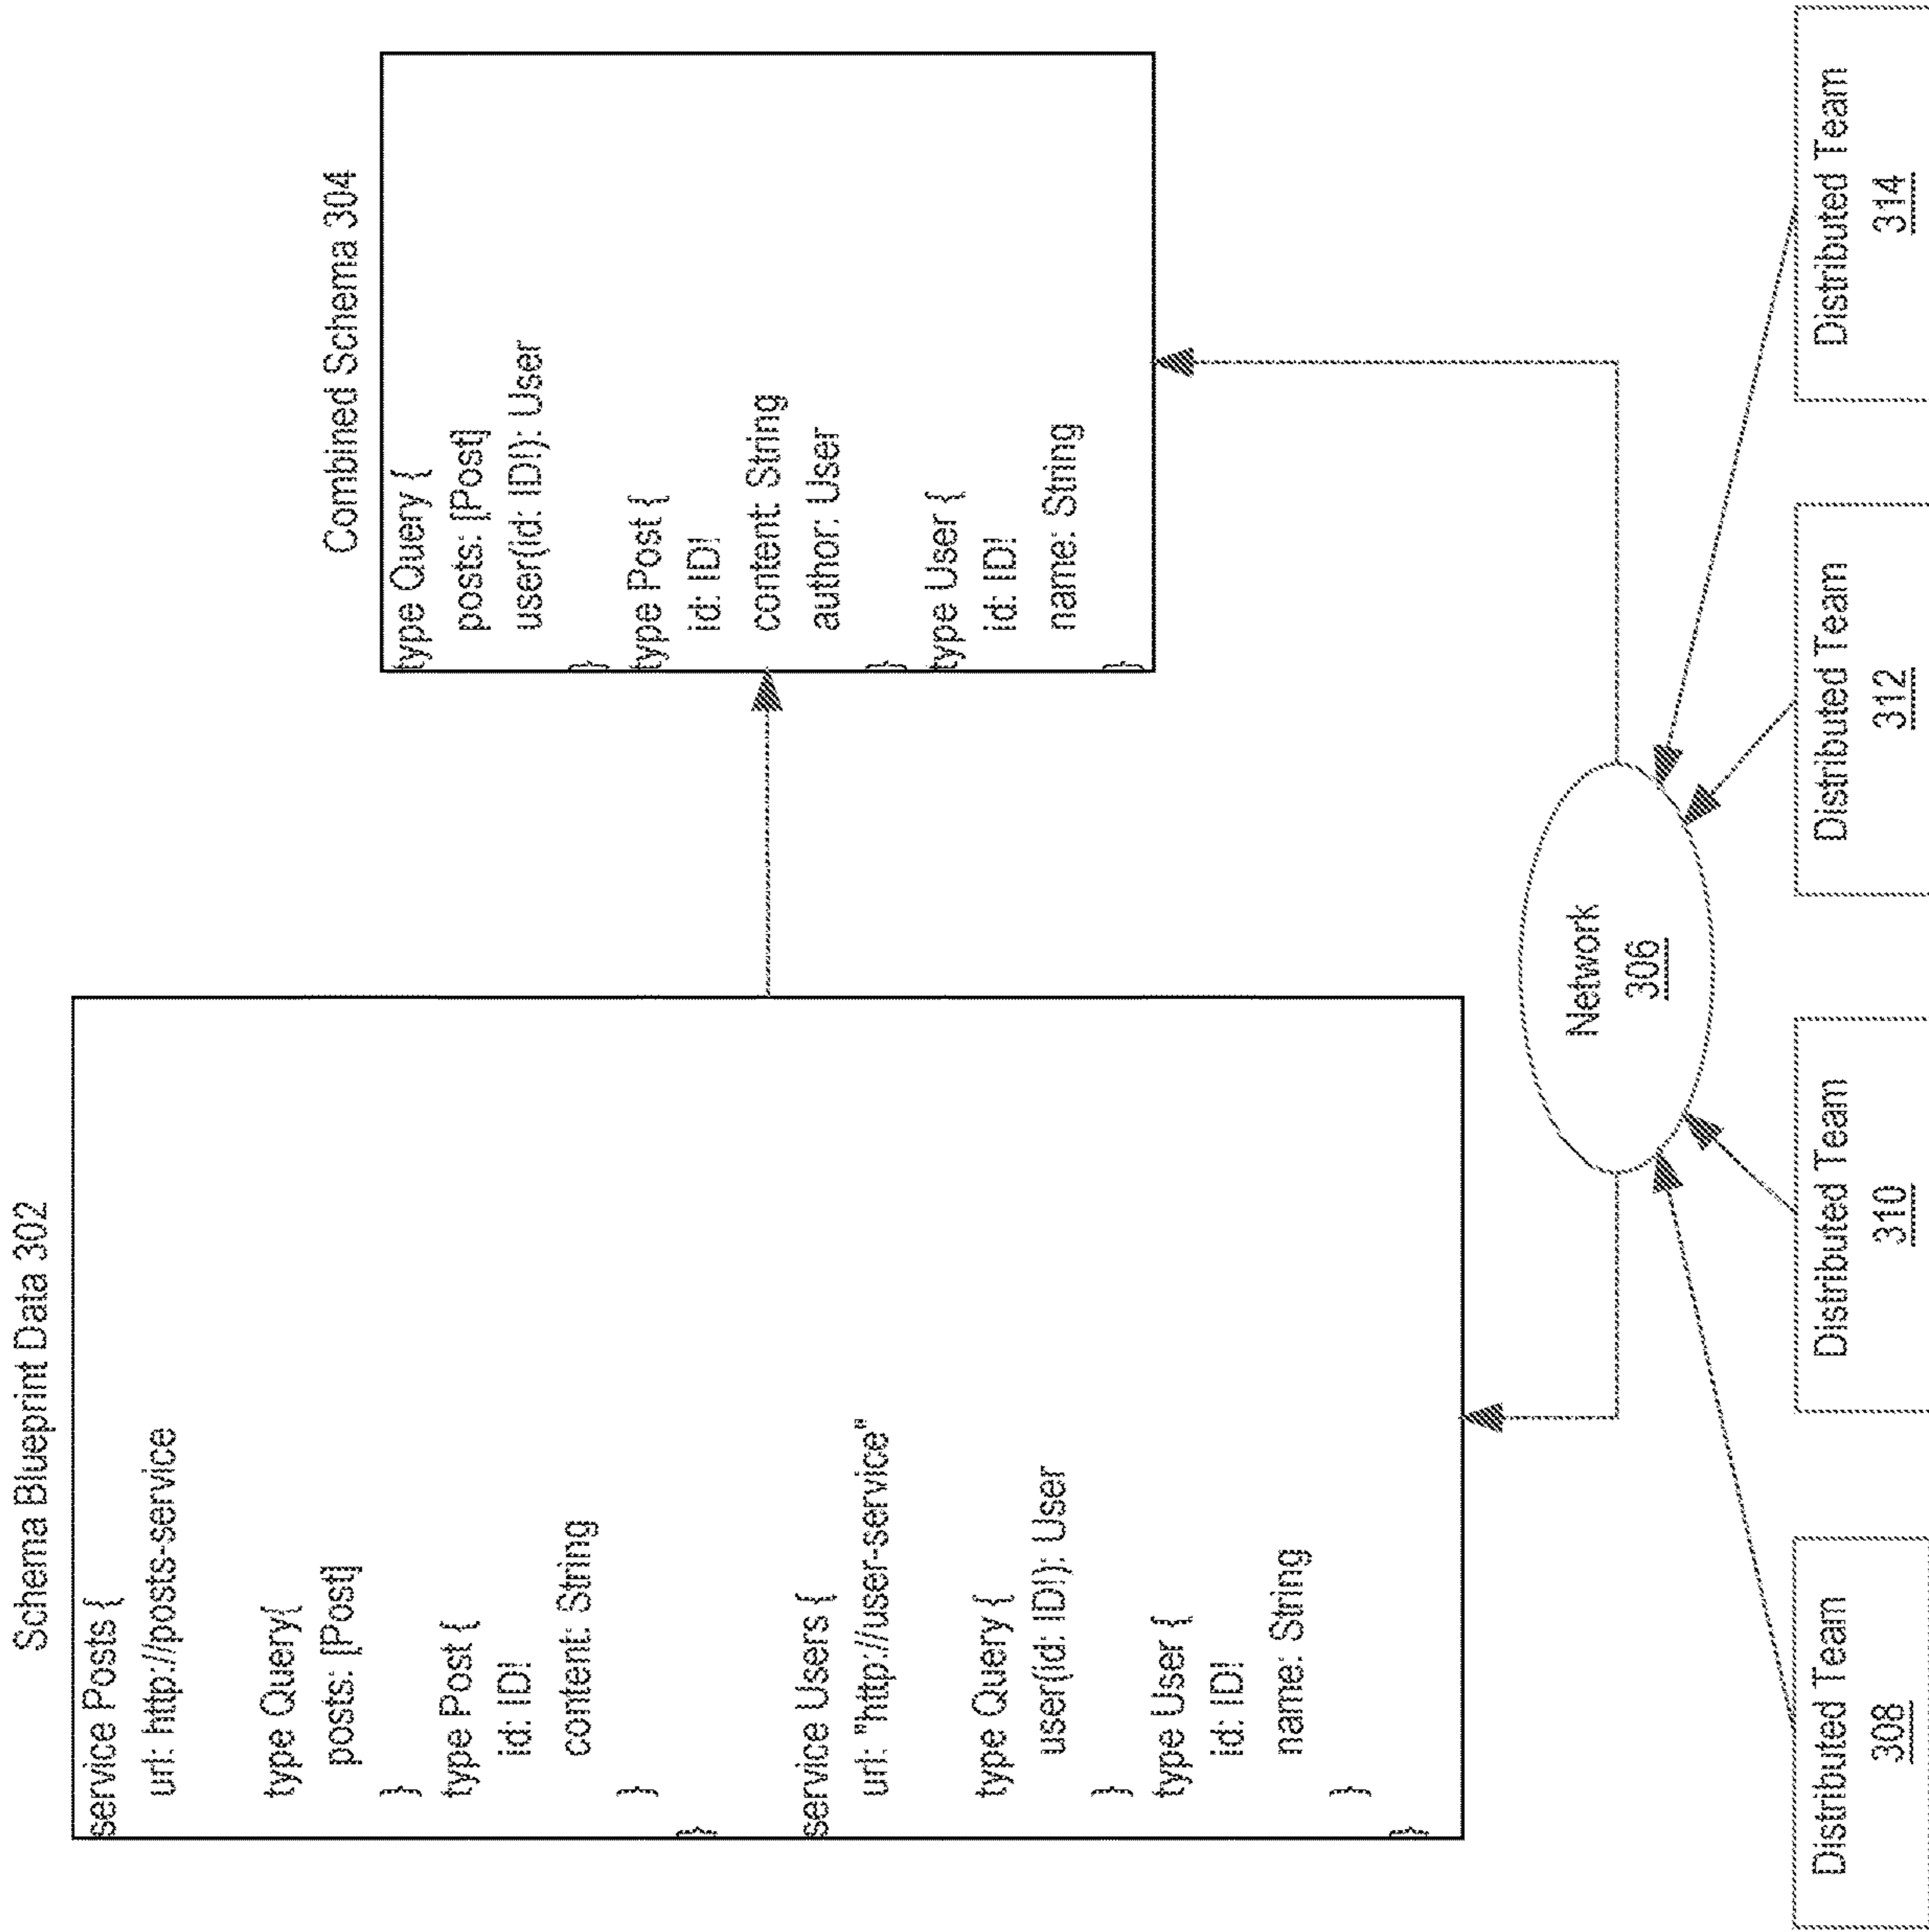 Schema Blueprint Data 302
service Posts {
url: http://posts-service
type Query{
posts: [Post]
}
type Post {
id: ID!
content: String
}
}
service Users {
url: "http://user-service"
type Query {
user(id: ID!): User
}
type User {
id: ID!
name: String
}
}
Combined Schema 304
type Query {
posts: [Post]
user(id: ID!): User
}
type Post {
id: ID!
content: String
author: User
}
type User {
id: ID!
name: String
}
Network
306
Distributed Team
308
Distributed Team
310
Distributed Team
312
Distributed Team
314